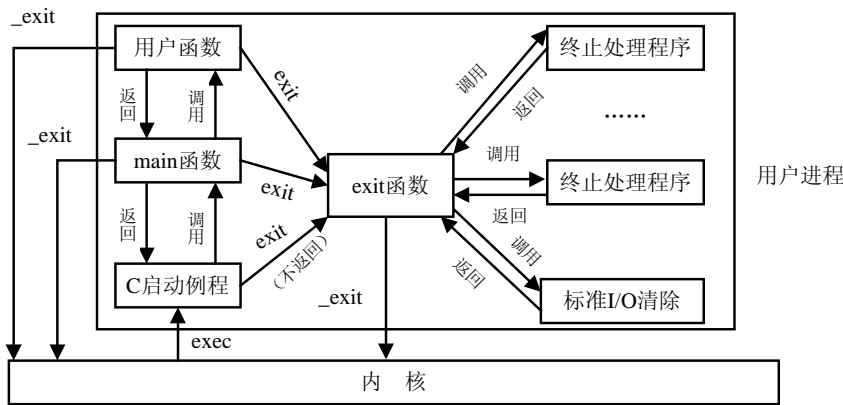 _exit
用户函数
终止处理程序
exit
调用
返回
返回
调用
……
_exit
main函数
exit
exit函数
调用
终止处理程序
返回
用户进程
返回
调用
exit
(不返回)
调用
返回
C启动例程
_exit
标准I/O清除
exec
内 核